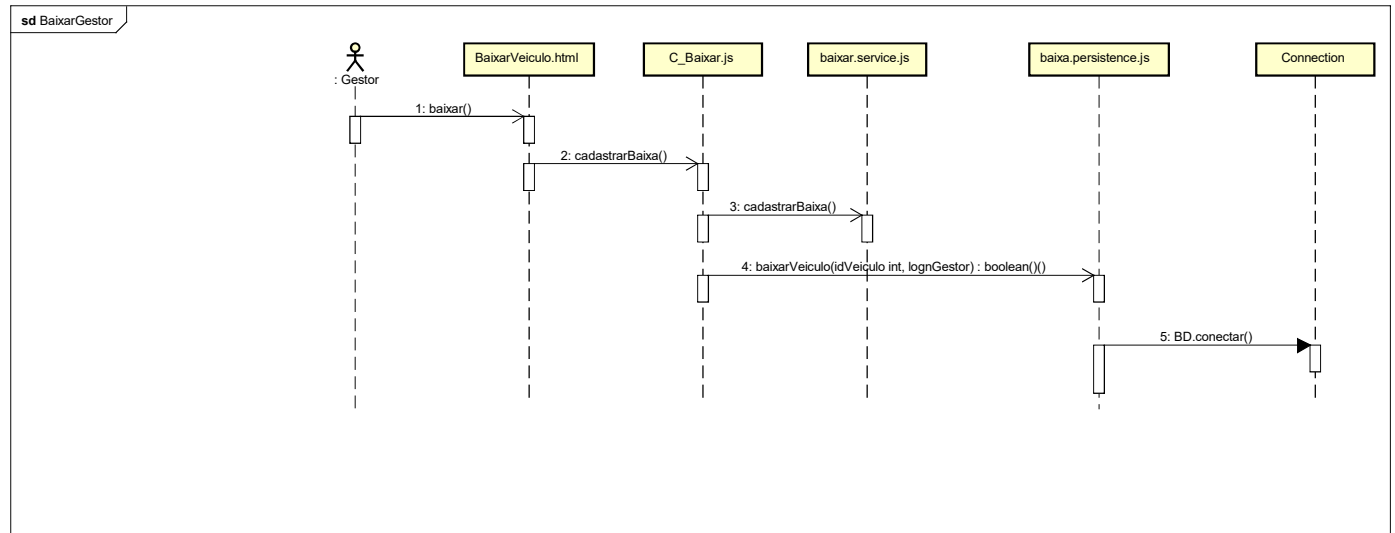 sd BaixarGestor
: Gestor
BaixarVeiculo.html
C_Baixar.js
baixar.service.js
baixa.persistence.js
Connection
1: baixar()
2: cadastrarBaixa()
3: cadastrarBaixa()
4: baixarVeiculo(idVeiculo int, lognGestor) : boolean()()
5: BD.conectar()